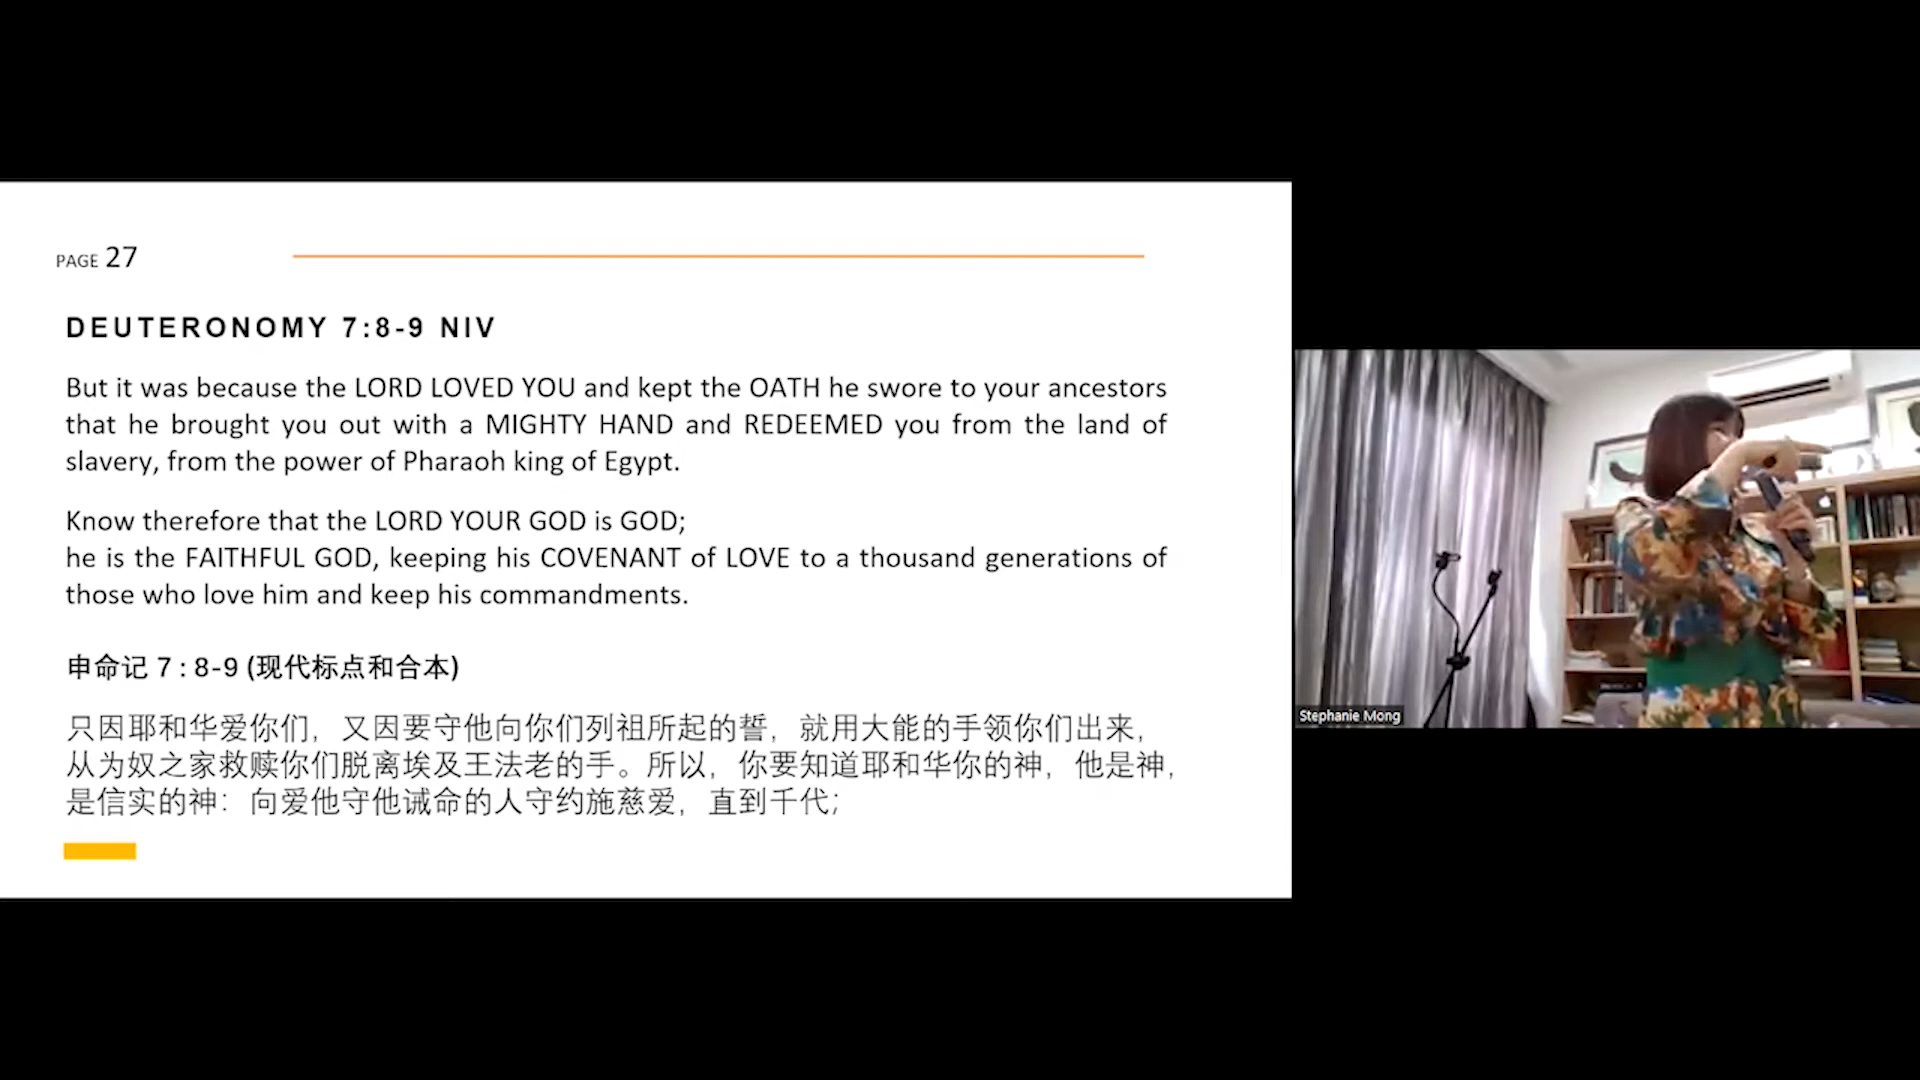 PAGE 27
DEUTERONOMY 7:8-9 NIV
But it was because the LORD LOVED YOU and kept the OATH he swore to your ancestors
that he brought you out with a MIGHTY HAND and REDEEMED you from the land of
slavery, from the power of Pharaoh king of Egypt.
Know therefore that the LORD YOUR GOD is GOD;
he is the FAITHFUL GOD, keeping his COVENANT of LOVE to a thousand generations of
those who love him and keep his commandments.
申命记 7 : 8-9 (现代标点和合本)
只因耶和华爱你们，又因要守他向你们列祖所起的誓，就用大能的手领你们出来，
从为奴之家救赎你们脱离埃及王法老的手。所以，你要知道耶和华你的神，他是神，
是信实的神：向爱他守他诫命的人守约施慈爱，直到千代；
Stephanie Mong